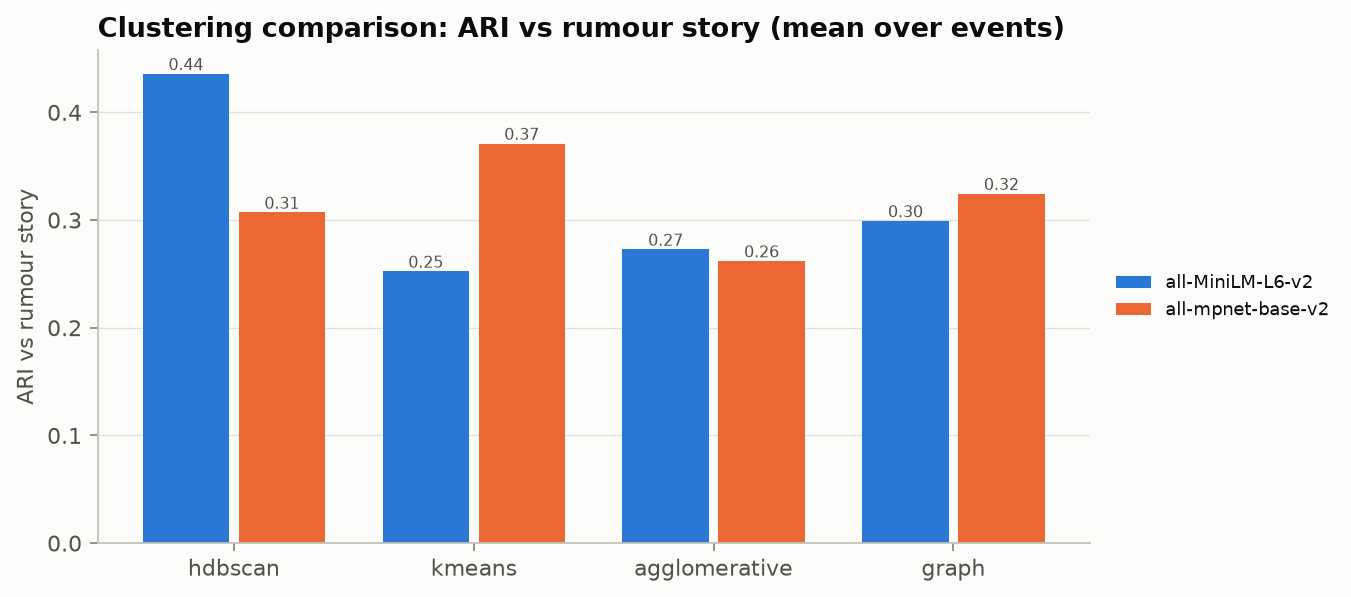 Clustering comparison: ARI vs rumour story (mean over events)
ARI vs rumour story
0.4
0.3
0.2
0.1
0.0
0.44
0.31
0.25
0.37
0.27
0.26
0.30
0.32
hdbscan
kmeans
agglomerative
graph
all-MiniLM-L6-v2
all-mpnet-base-v2